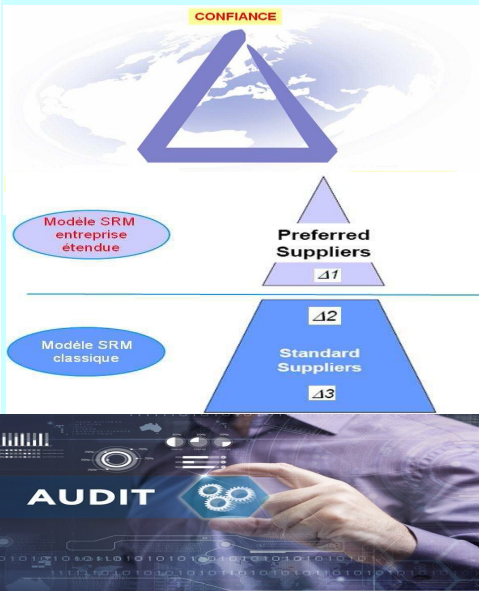 CONFIANCE
Modèle SRM
entreprise
étendue
Preferred
Suppliers
Δ1
Δ2
Modèle SRM
classique
Standard
Suppliers
Δ3
AUDIT